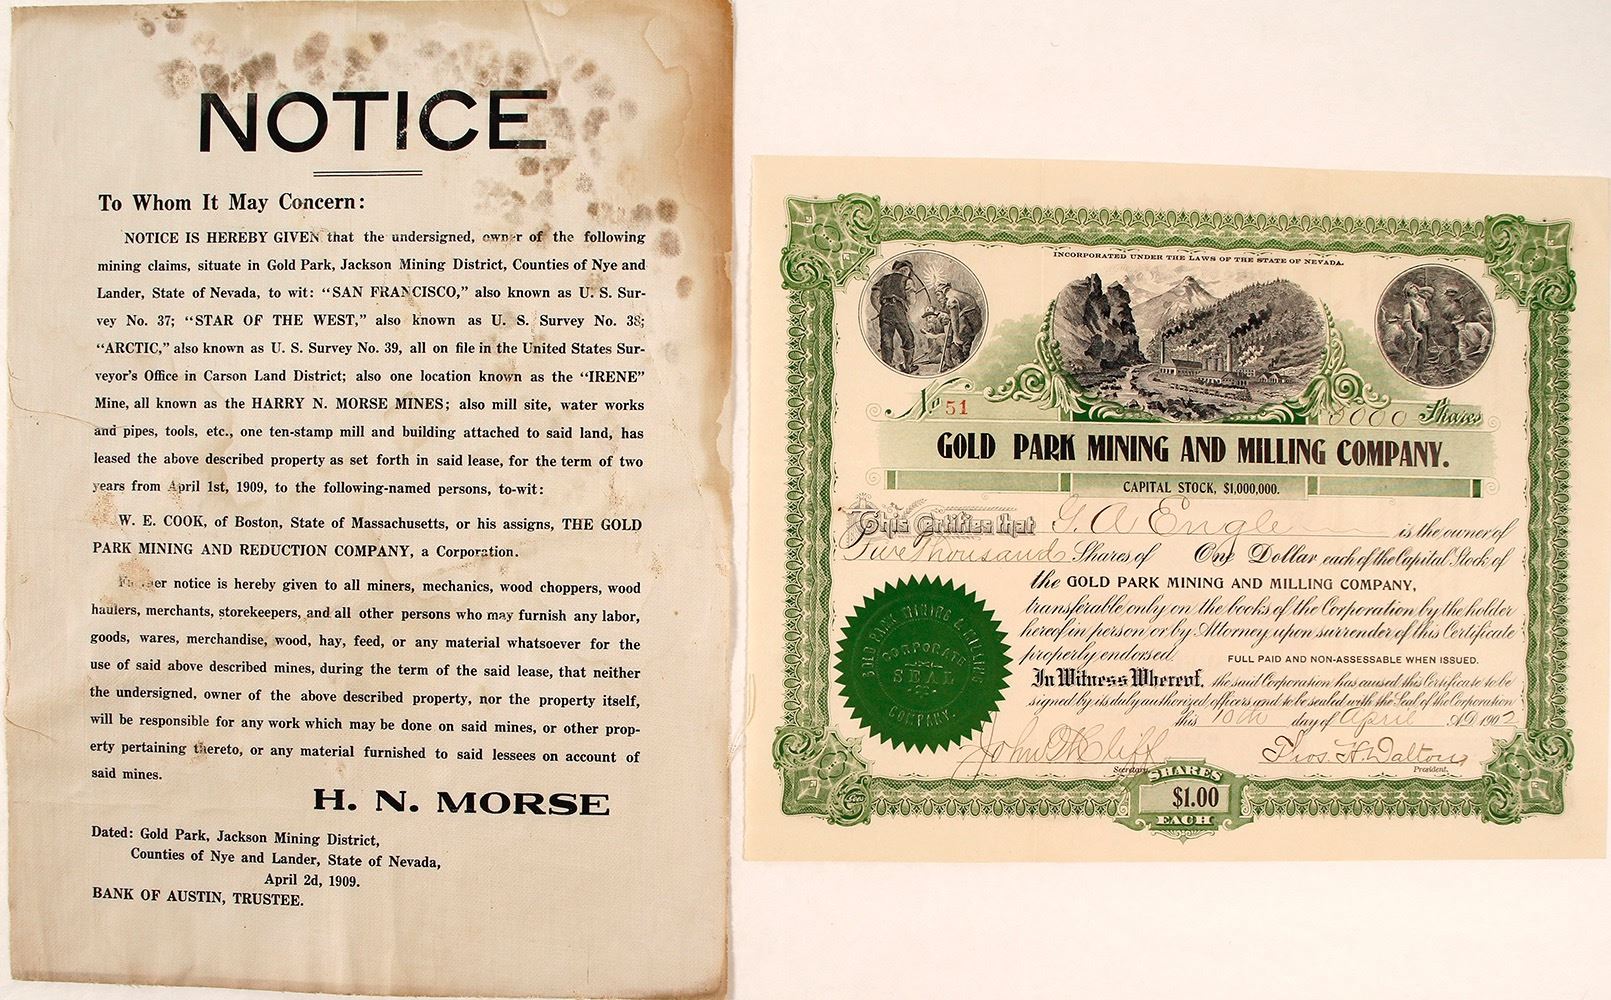 NOTICE
To Whom It May Concern:
NOTICE IS HEREBY GIVEN that the undersigned, owner of the following
mining claims, situate in Gold Park, Jackson Mining District, Counties of Nye and
Lander, State of Nevada, to wit: “SAN FRANCISCO,” also known as U. S. Sur-
vey No. 37; “STAR OF THE WEST,” also known as U. S. Survey No. 38;
“ARCTIC,” also known as U. S. Survey No. 39, all on file in the United States Sur-
veyor's Office in Carson Land District; also one location known as the “IRENE”
Mine, all known as the HARRY N. MORSE MINES; also mill site, water works
and pipes, tools, etc., one ten-stamp mill and building attached to said land, has
leased the above described property as set forth in said lease, for the term of two
years from April 1st, 1909, to the following-named persons, to-wit:
W. E. COOK, of Boston, State of Massachusetts, or his assigns, THE GOLD
PARK MINING AND REDUCTION COMPANY, a Corporation.
Further notice is hereby given to all miners, mechanics, wood choppers, wood
haulers, merchants, storekeepers, and all other persons who may furnish any labor,
goods, wares, merchandise, wood, hay, feed, or any material whatsoever for the
use of said above described mines, during the term of the said lease, that neither
the undersigned, owner of the above described property, nor the property itself,
will be responsible for any work which may be done on said mines, or other prop-
erty pertaining thereto, or any material furnished to said lessees on account of
said mines.
H. N. MORSE
Dated: Gold Park, Jackson Mining District,
Counties of Nye and Lander, State of Nevada,
April 2d, 1909.
BANK OF AUSTIN, TRUSTEE.
INCORPORATED UNDER THE LAWS OF THE STATE OF NEVADA.
No 51 Shares
GOLD PARK MINING AND MILLING COMPANY.
CAPITAL STOCK, $1,000,000.
This Certifies that G. A Engle is the owner of
Five Thousand Shares of One Dollar each of the Capital Stock of
the GOLD PARK MINING AND MILLING COMPANY,
transferable only on the books of the Corporation by the holder
hereof in person or by Attorney upon surrender of this Certificate
properly endorsed. FULL PAID AND NON-ASSESSABLE WHEN ISSUED.
In Witness Whereof, the said Corporation has caused this Certificate to be
signed by its duly authorized officers and to be sealed with the Seal of the Corporation
this 10th day of April A.D. 1902
GOLD PARK MINING & MILLING
COMPANY.
CORPORATE
SEAL
John Thos. H. Dalton
Secretary President.
SHARES
$1.00
EACH